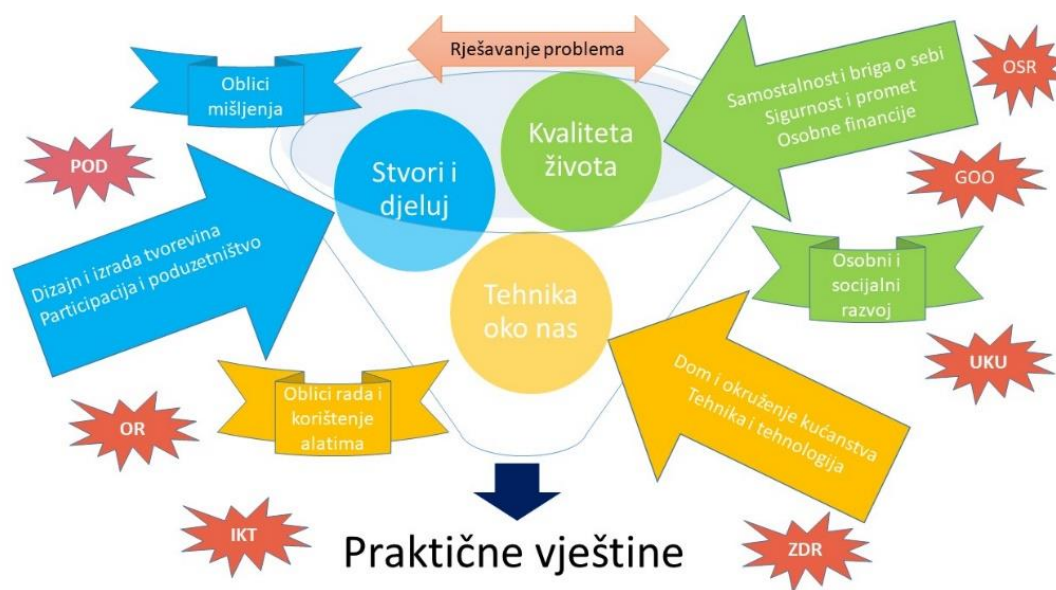 Rješavanje problema
Oblici
mišljenja
OSR
Samostalnost i briga o sebi
Sigurnost i promet
Osobne financije
Kvaliteta
života
POD
Stvori i
djeluj
GOO
Dizajn i izrada tvorevina
Participacija i poduzetništvo
Osobni i
socijalni
razvoj
Tehnika
oko nas
UKU
Dom i okruženje kućanstva
Tehnika i tehnologija
Oblici rada i
korištenje
alatima
OR
IKT
Praktične vještine
ZDR